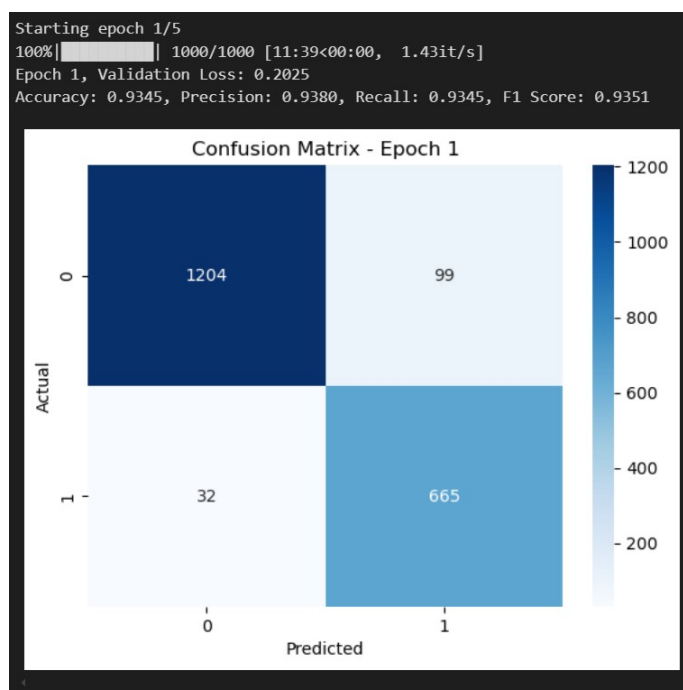 Starting epoch 1/5
100%|██████████| 1000/1000 [11:39<00:00, 1.43it/s]
Epoch 1, Validation Loss: 0.2025
Accuracy: 0.9345, Precision: 0.9380, Recall: 0.9345, F1 Score: 0.9351
Confusion Matrix - Epoch 1
1200
1000
800
600
400
200
Actual
0
1204
99
1
32
665
0
1
Predicted